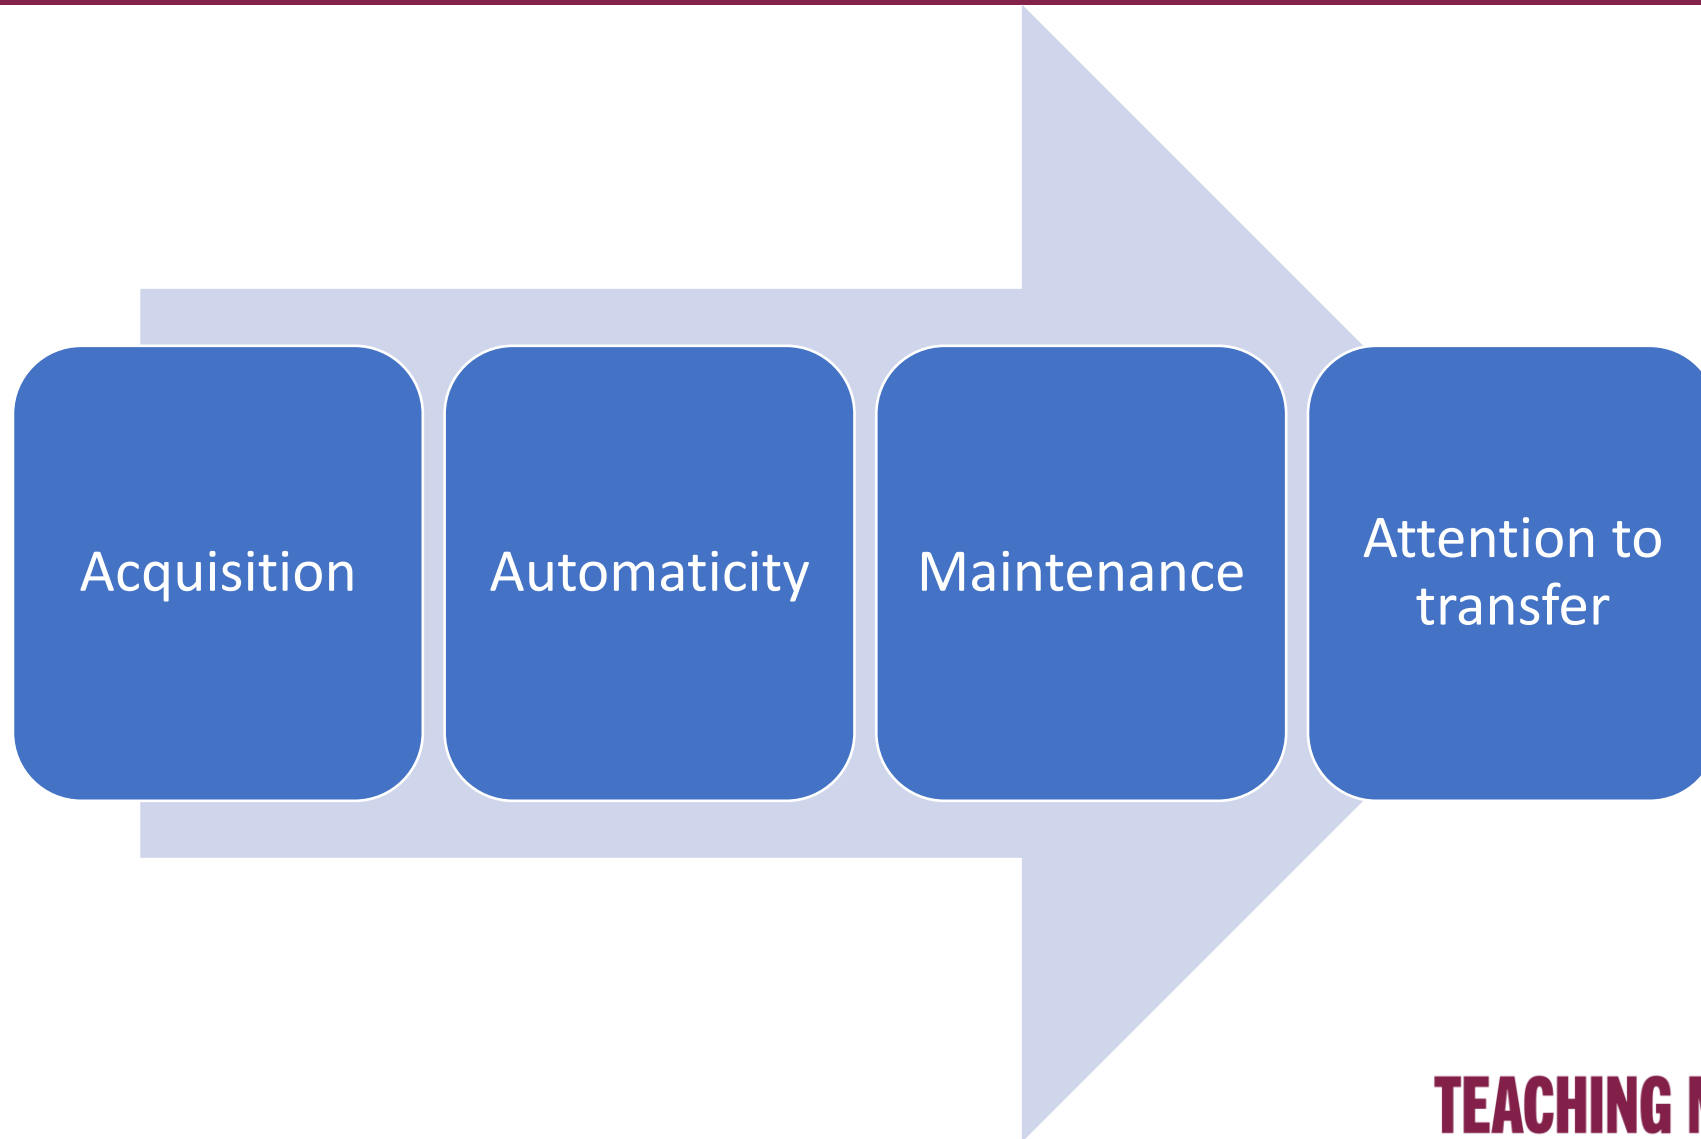 Acquisition
Automaticity
Maintenance
Attention to
transfer
TEACHING